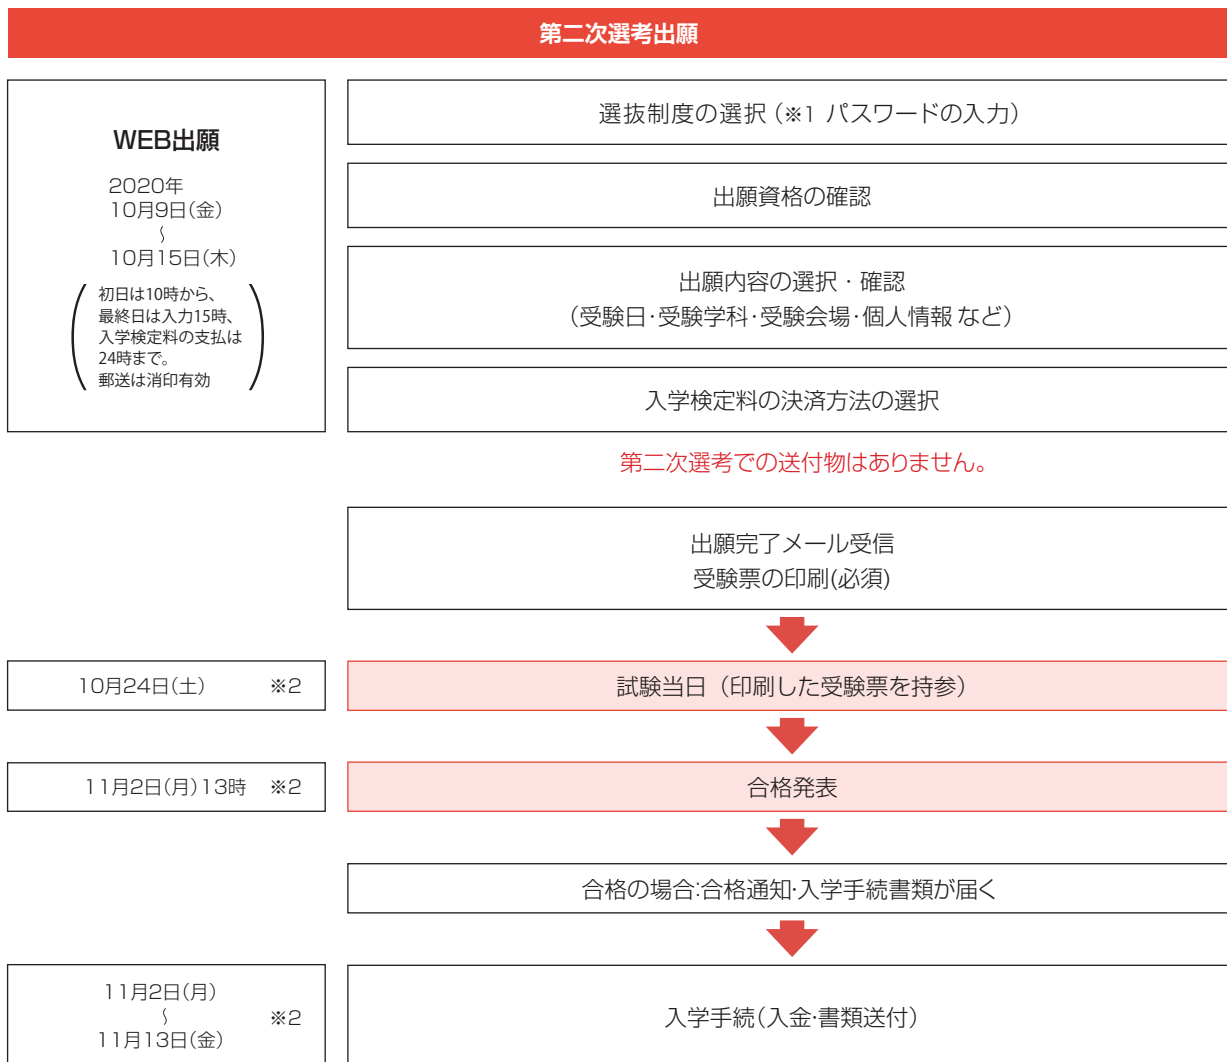 第二次選考出願
WEB出願
2020年
10月9日(金)
〜
10月15日(木)
初日は10時から、
最終日は入力15時、
入学検定料の支払は
24時まで。
郵送は消印有効
選抜制度の選択（※1 パスワードの入力）
出願資格の確認
出願内容の選択・確認
（受験日・受験学科・受験会場・個人情報 など）
入学検定料の決済方法の選択
第二次選考での送付物はありません。
出願完了メール受信
受験票の印刷(必須)
10月24日(土) ※2
試験当日（印刷した受験票を持参）
11月2日(月)13時 ※2
合格発表
合格の場合:合格通知・入学手続書類が届く
11月2日(月)
〜
11月13日(金)
※2
入学手続(入金・書類送付)